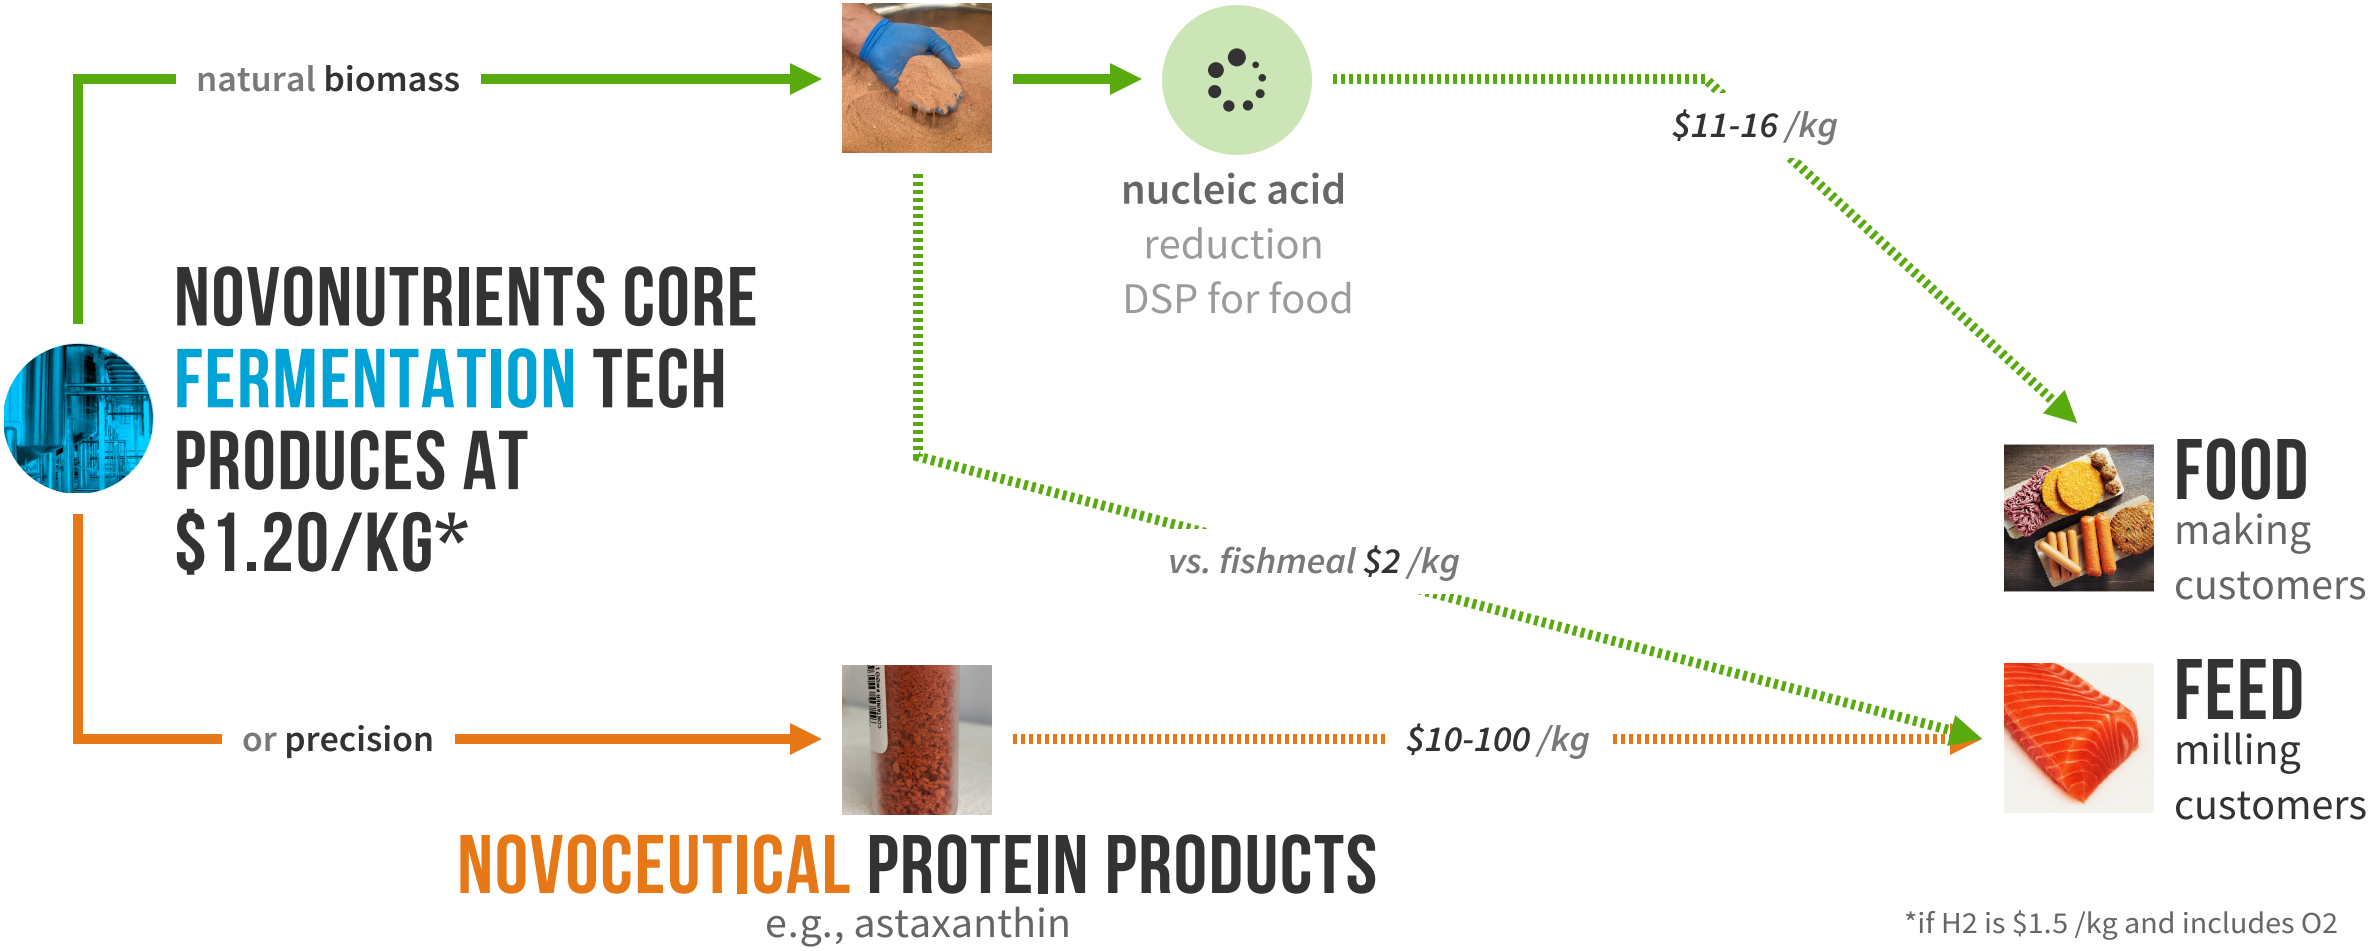 natural biomass
$11-16 /kg
nucleic acid
reduction
DSP for food
NOVONUTRIENTS CORE
FERMENTATION TECH
PRODUCES AT
$1.20/KG*
vs. fishmeal $2 /kg
FOOD
making
customers
or precision
$10-100 /kg
FEED
milling
customers
NOVOCEUTICAL PROTEIN PRODUCTS
e.g., astaxanthin
*if H2 is $1.5 /kg and includes O2